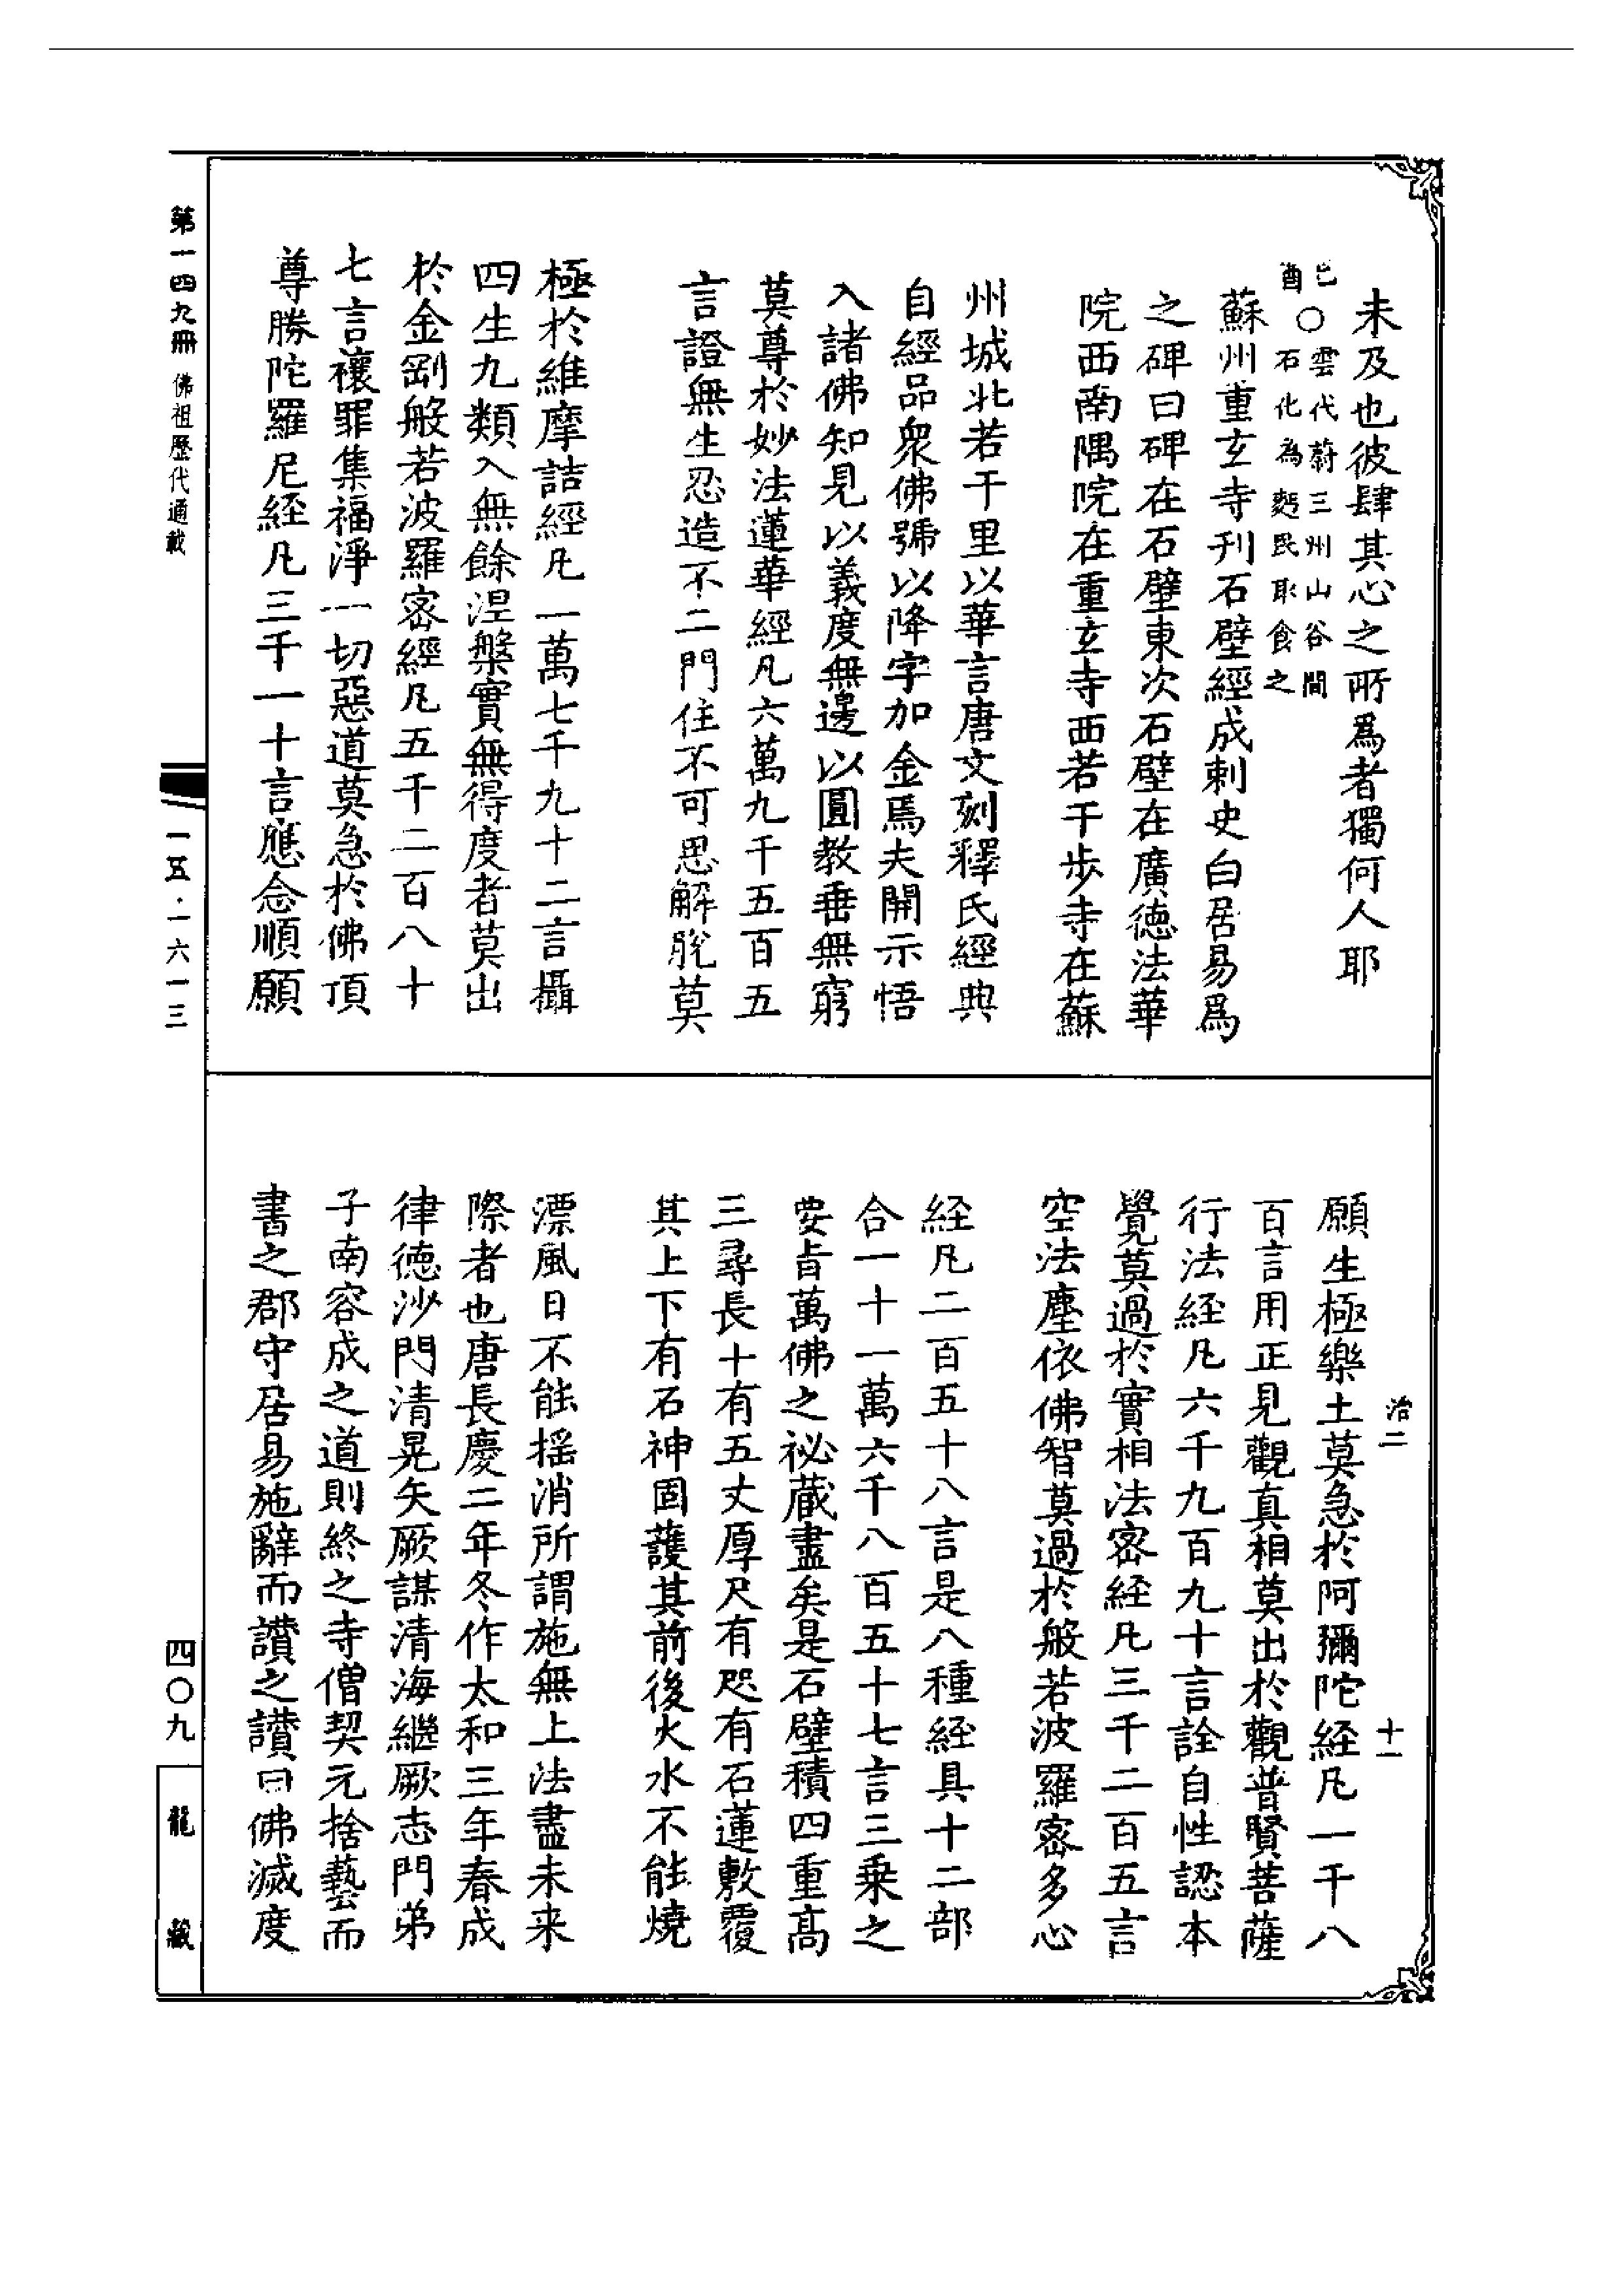 未及也彼肆其心之所爲者獨何人耶
巳酉〇雲代蔚三州山谷間
石化為麪民取食之
蘇州重玄寺刊石壁經成剌史白居易爲
之碑曰碑在石壁東次石壁在廣徳法華
院西南隅院在重玄寺西若干步寺在蘇
州城北若干里以華言唐文刻釋氏經典
自經品衆佛號以降字加金焉夫開示悟
入諸佛知見以義度無邊以圓教垂無窮
莫尊於妙法蓮華經凡六萬九千五百五
言證無生忍造不二門住不可思解脫莫
極於維摩詰經凡一萬七千九十二言攝
四生九類入無餘涅槃實無得度者莫出
於金剛般若波羅密經凡五千二百八十
七言禳罪集福淨一切惡道莫急於佛頂
尊勝陀羅尼経凡三千一十言應念順願
治二
十一
願生極樂土莫急於阿彌陀経凡一千八
百言用正見觀真相莫出於觀普賢菩薩
行法経凡六千九百九十言詮自性認本
覺莫過於實相法密経凡三千二百五言
空法塵依佛智莫過於般若波羅密多心
経凡二百五十八言是八種経具十二部
合一十一萬六千八百五十七言三乗之
要旨萬佛之祕蔵盡矣是石壁積四重髙
三尋長十有五丈厚尺有咫有石蓮敷覆
其上下有石神固護其前後火水不能燒
漂風日不能揺消所謂施無上法盡未来
際者也唐長慶二年冬作太和三年春成
律徳沙門清晃矢厥謀清海繼厥志門弟
子南容成之道則終之寺僧契元捨藝而
書之郡守居易施辭而讃之讃曰佛滅度
第一四九冊
佛祖歷代通載
一五·一六一三
四〇九
龍藏